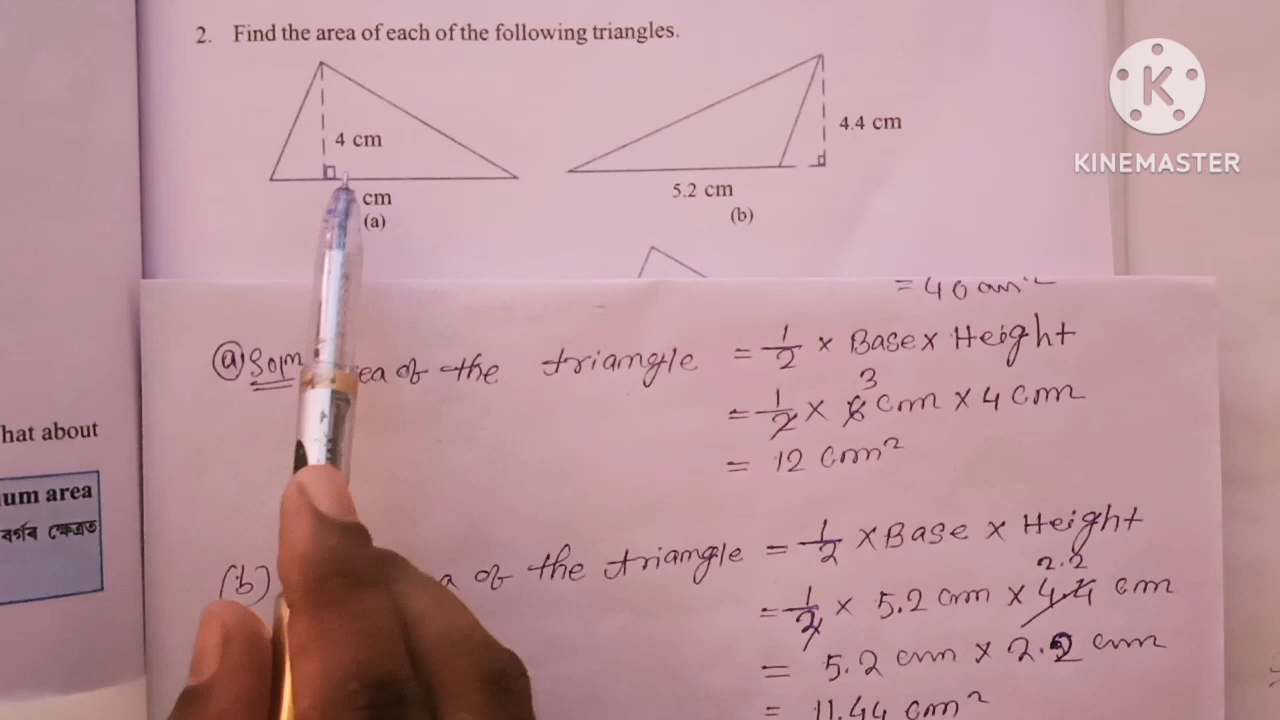 2. Find the area of each of the following triangles.
4 cm
cm
(a)
4.4 cm
5.2 cm
(b)
KINEMASTER
hat about
um area
বৰ্গৰ ক্ষেত্ৰত
= 40 cm²
(a) Soln ea of the triangle = 1/2 × Base × Height
= 1/2 × 6 3 cm × 4 cm
= 12 cm²
(b) a of the triangle = 1/2 × Base × Height
= 1/2 × 5.2 cm × 4.4 2.2 cm
= 5.2 cm × 2.2 cm
= 11.44 cm²